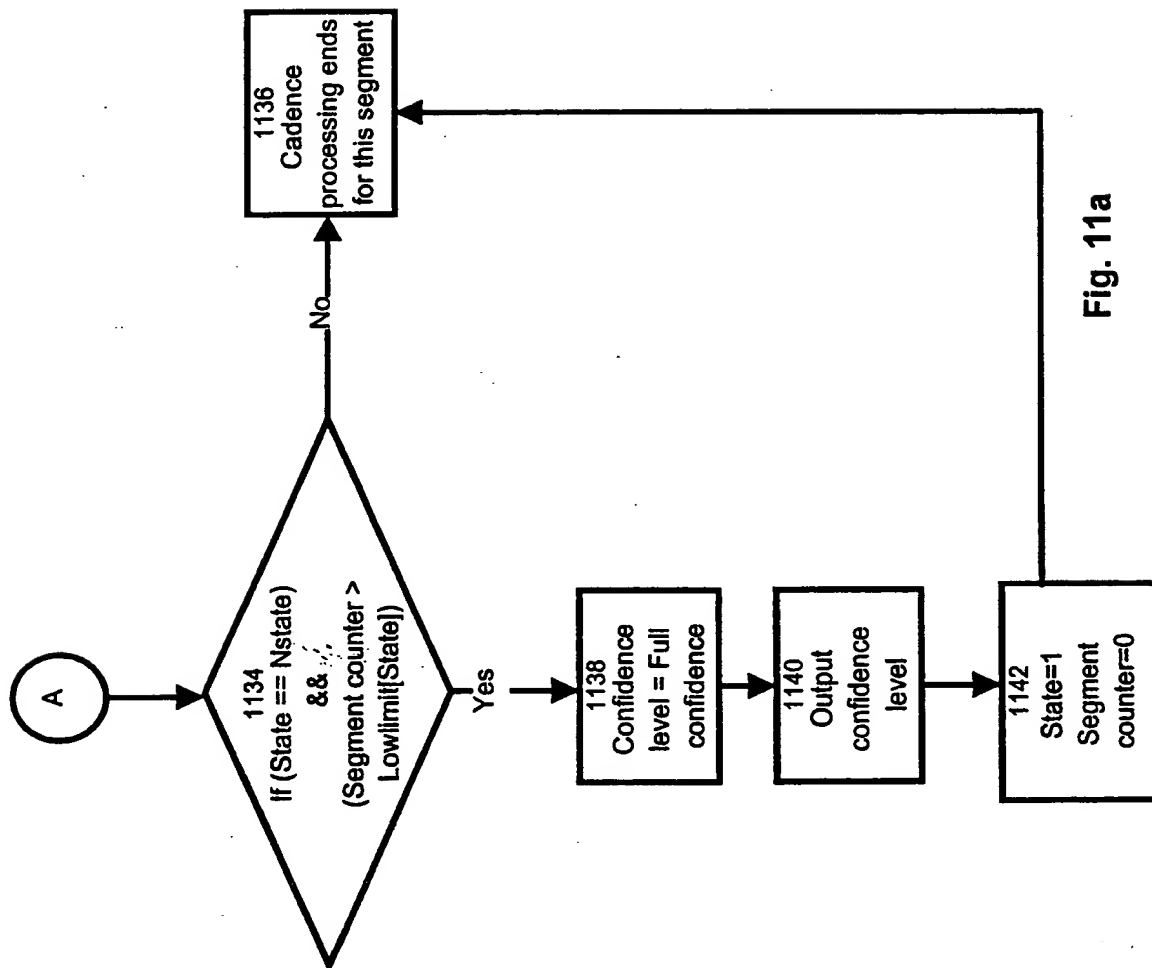 A
1134
If (State == Nstate)
&&
(Segment counter >
Lowlimit[State])
No
1136
Cadence
processing ends
for this segment
Yes
1138
Confidence
level = Full
confidence
1140
Output
confidence
level
1142
State=1
Segment
counter=0
Fig. 11a